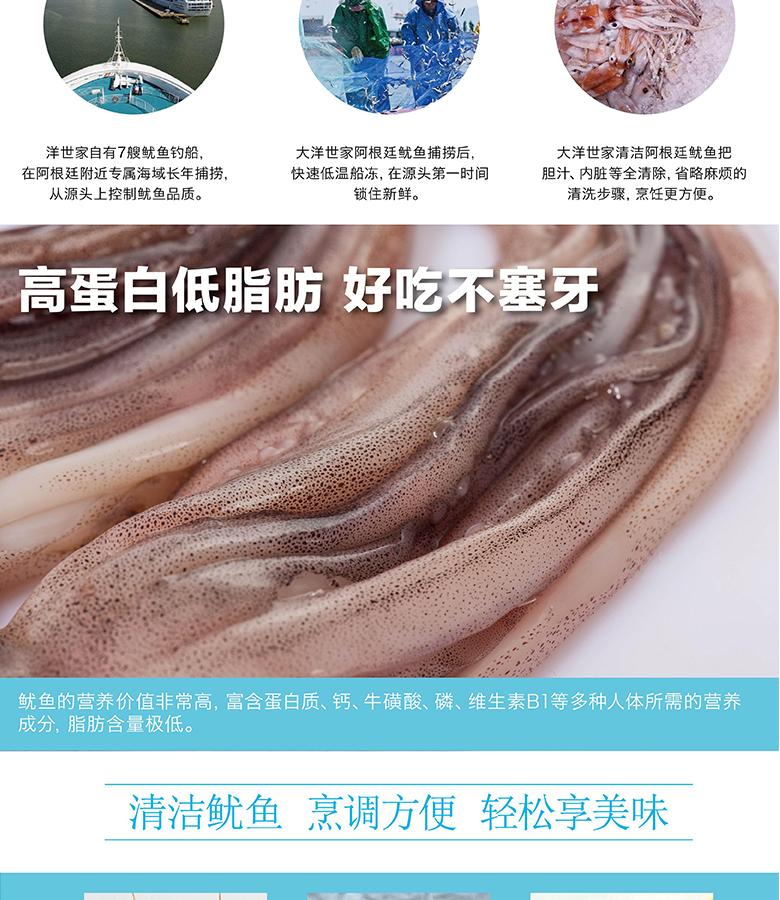 洋世家自有7艘鱿鱼钓船,
在阿根廷附近专属海域长年捕捞,
从源头上控制鱿鱼品质。
大洋世家阿根廷鱿鱼捕捞后,
快速低温船冻, 在源头第一时间
锁住新鲜。
大洋世家清洁阿根廷鱿鱼把
胆汁、内脏等全清除, 省略麻烦的
清洗步骤, 烹饪更方便。
高蛋白低脂肪 好吃不塞牙
鱿鱼的营养价值非常高, 富含蛋白质、钙、牛磺酸、磷、维生素B1等多种人体所需的营养
成分, 脂肪含量极低。
清洁鱿鱼 烹调方便 轻松享美味